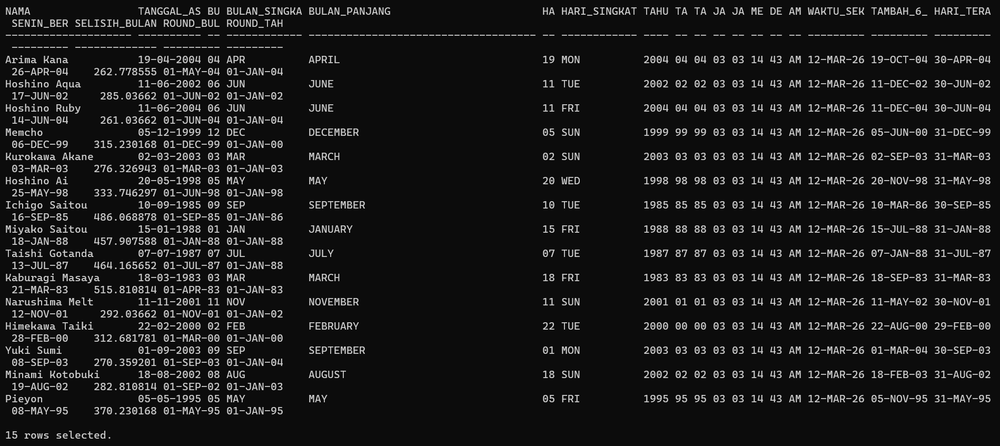 NAMA                 TANGGAL_AS BU BULAN_SINGKA BULAN_PANJANG                        HA HARI_SINGKAT TAHU TA TA JA JA ME DE AM WAKTU_SEK TAMBAH_6_ HARI_TERA
 SENIN_BER SELISIH_BULAN ROUND_BUL ROUND_TAH
-------------------- ---------- -- ------------ ------------------------------------ -- ------------ ---- -- -- -- -- -- -- -- --------- --------- ---------
 --------- ------------- --------- ---------
Arima Kana           19-04-2004 04 APR          APRIL                                19 MON          2004 04 04 03 03 14 43 AM 12-MAR-26 19-OCT-04 30-APR-04
 26-APR-04    262.778555 01-MAY-04 01-JAN-04
Hoshino Aqua         11-06-2002 06 JUN          JUNE                                 11 TUE          2002 02 02 03 03 14 43 AM 12-MAR-26 11-DEC-02 30-JUN-02
 17-JUN-02     285.03662 01-JUN-02 01-JAN-02
Hoshino Ruby         11-06-2004 06 JUN          JUNE                                 11 FRI          2004 04 04 03 03 14 43 AM 12-MAR-26 11-DEC-04 30-JUN-04
 14-JUN-04     261.03662 01-JUN-04 01-JAN-04
Memcho               05-12-1999 12 DEC          DECEMBER                             05 SUN          1999 99 99 03 03 14 43 AM 12-MAR-26 05-JUN-00 31-DEC-99
 06-DEC-99    315.230168 01-DEC-99 01-JAN-00
Kurokawa Akane       02-03-2003 03 MAR          MARCH                                02 SUN          2003 03 03 03 03 14 43 AM 12-MAR-26 02-SEP-03 31-MAR-03
 03-MAR-03    276.326943 01-MAR-03 01-JAN-03
Hoshino Ai           20-05-1998 05 MAY          MAY                                  20 WED          1998 98 98 03 03 14 43 AM 12-MAR-26 20-NOV-98 31-MAY-98
 25-MAY-98    333.746297 01-JUN-98 01-JAN-98
Ichigo Saitou        10-09-1985 09 SEP          SEPTEMBER                            10 TUE          1985 85 85 03 03 14 43 AM 12-MAR-26 10-MAR-86 30-SEP-85
 16-SEP-85    486.068878 01-SEP-85 01-JAN-86
Miyako Saitou        15-01-1988 01 JAN          JANUARY                              15 FRI          1988 88 88 03 03 14 43 AM 12-MAR-26 15-JUL-88 31-JAN-88
 18-JAN-88    457.907588 01-JAN-88 01-JAN-88
Taishi Gotanda       07-07-1987 07 JUL          JULY                                 07 TUE          1987 87 87 03 03 14 43 AM 12-MAR-26 07-JAN-88 31-JUL-87
 13-JUL-87    464.165652 01-JUL-87 01-JAN-88
Kaburagi Masaya      18-03-1983 03 MAR          MARCH                                18 FRI          1983 83 83 03 03 14 43 AM 12-MAR-26 18-SEP-83 31-MAR-83
 21-MAR-83    515.810814 01-APR-83 01-JAN-83
Narushima Melt       11-11-2001 11 NOV          NOVEMBER                             11 SUN          2001 01 01 03 03 14 43 AM 12-MAR-26 11-MAY-02 30-NOV-01
 12-NOV-01     292.03662 01-NOV-01 01-JAN-02
Himekawa Taiki       22-02-2000 02 FEB          FEBRUARY                             22 TUE          2000 00 00 03 03 14 43 AM 12-MAR-26 22-AUG-00 29-FEB-00
 28-FEB-00    312.681781 01-MAR-00 01-JAN-00
Yuki Sumi            01-09-2003 09 SEP          SEPTEMBER                            01 MON          2003 03 03 03 03 14 43 AM 12-MAR-26 01-MAR-04 30-SEP-03
 08-SEP-03    270.359201 01-SEP-03 01-JAN-04
Minami Kotobuki      18-08-2002 08 AUG          AUGUST                               18 SUN          2002 02 02 03 03 14 43 AM 12-MAR-26 18-FEB-03 31-AUG-02
 19-AUG-02    282.810814 01-SEP-02 01-JAN-03
Pieyon               05-05-1995 05 MAY          MAY                                  05 FRI          1995 95 95 03 03 14 43 AM 12-MAR-26 05-NOV-95 31-MAY-95
 08-MAY-95    370.230168 01-MAY-95 01-JAN-95

15 rows selected.